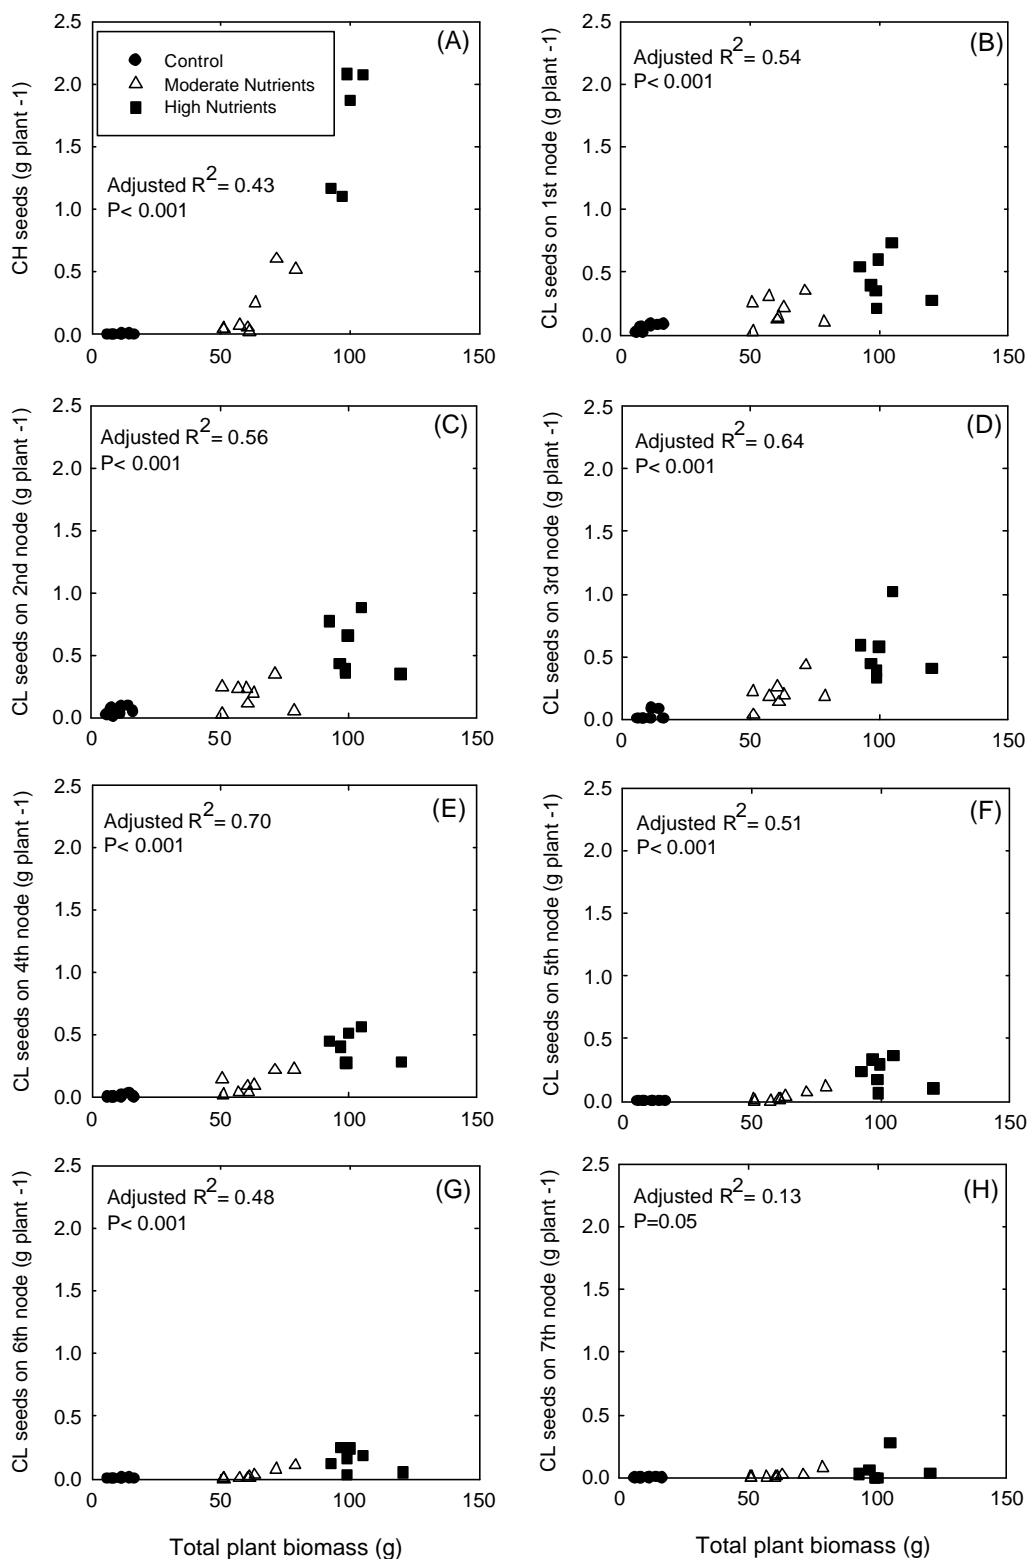 (A)
Control
Moderate Nutrients
High Nutrients
Adjusted R2= 0.43
P< 0.001
CH seeds (g plant -1)
2.5
2.0
1.5
1.0
0.5
0.0
0 50 100 150
(B)
Adjusted R2= 0.54
P< 0.001
CL seeds on 1st node (g plant -1)
2.5
2.0
1.5
1.0
0.5
0.0
0 50 100 150
(C)
Adjusted R2= 0.56
P< 0.001
CL seeds on 2nd node (g plant -1)
2.5
2.0
1.5
1.0
0.5
0.0
0 50 100 150
(D)
Adjusted R2= 0.64
P< 0.001
CL seeds on 3rd node (g plant -1)
2.5
2.0
1.5
1.0
0.5
0.0
0 50 100 150
(E)
Adjusted R2= 0.70
P< 0.001
CL seeds on 4th node (g plant -1)
2.5
2.0
1.5
1.0
0.5
0.0
0 50 100 150
(F)
Adjusted R2= 0.51
P< 0.001
CL seeds on 5th node (g plant -1)
2.5
2.0
1.5
1.0
0.5
0.0
0 50 100 150
(G)
Adjusted R2= 0.48
P< 0.001
CL seeds on 6th node (g plant -1)
2.5
2.0
1.5
1.0
0.5
0.0
0 50 100 150
Total plant biomass (g)
(H)
Adjusted R2= 0.13
P=0.05
CL seeds on 7th node (g plant -1)
2.5
2.0
1.5
1.0
0.5
0.0
0 50 100 150
Total plant biomass (g)